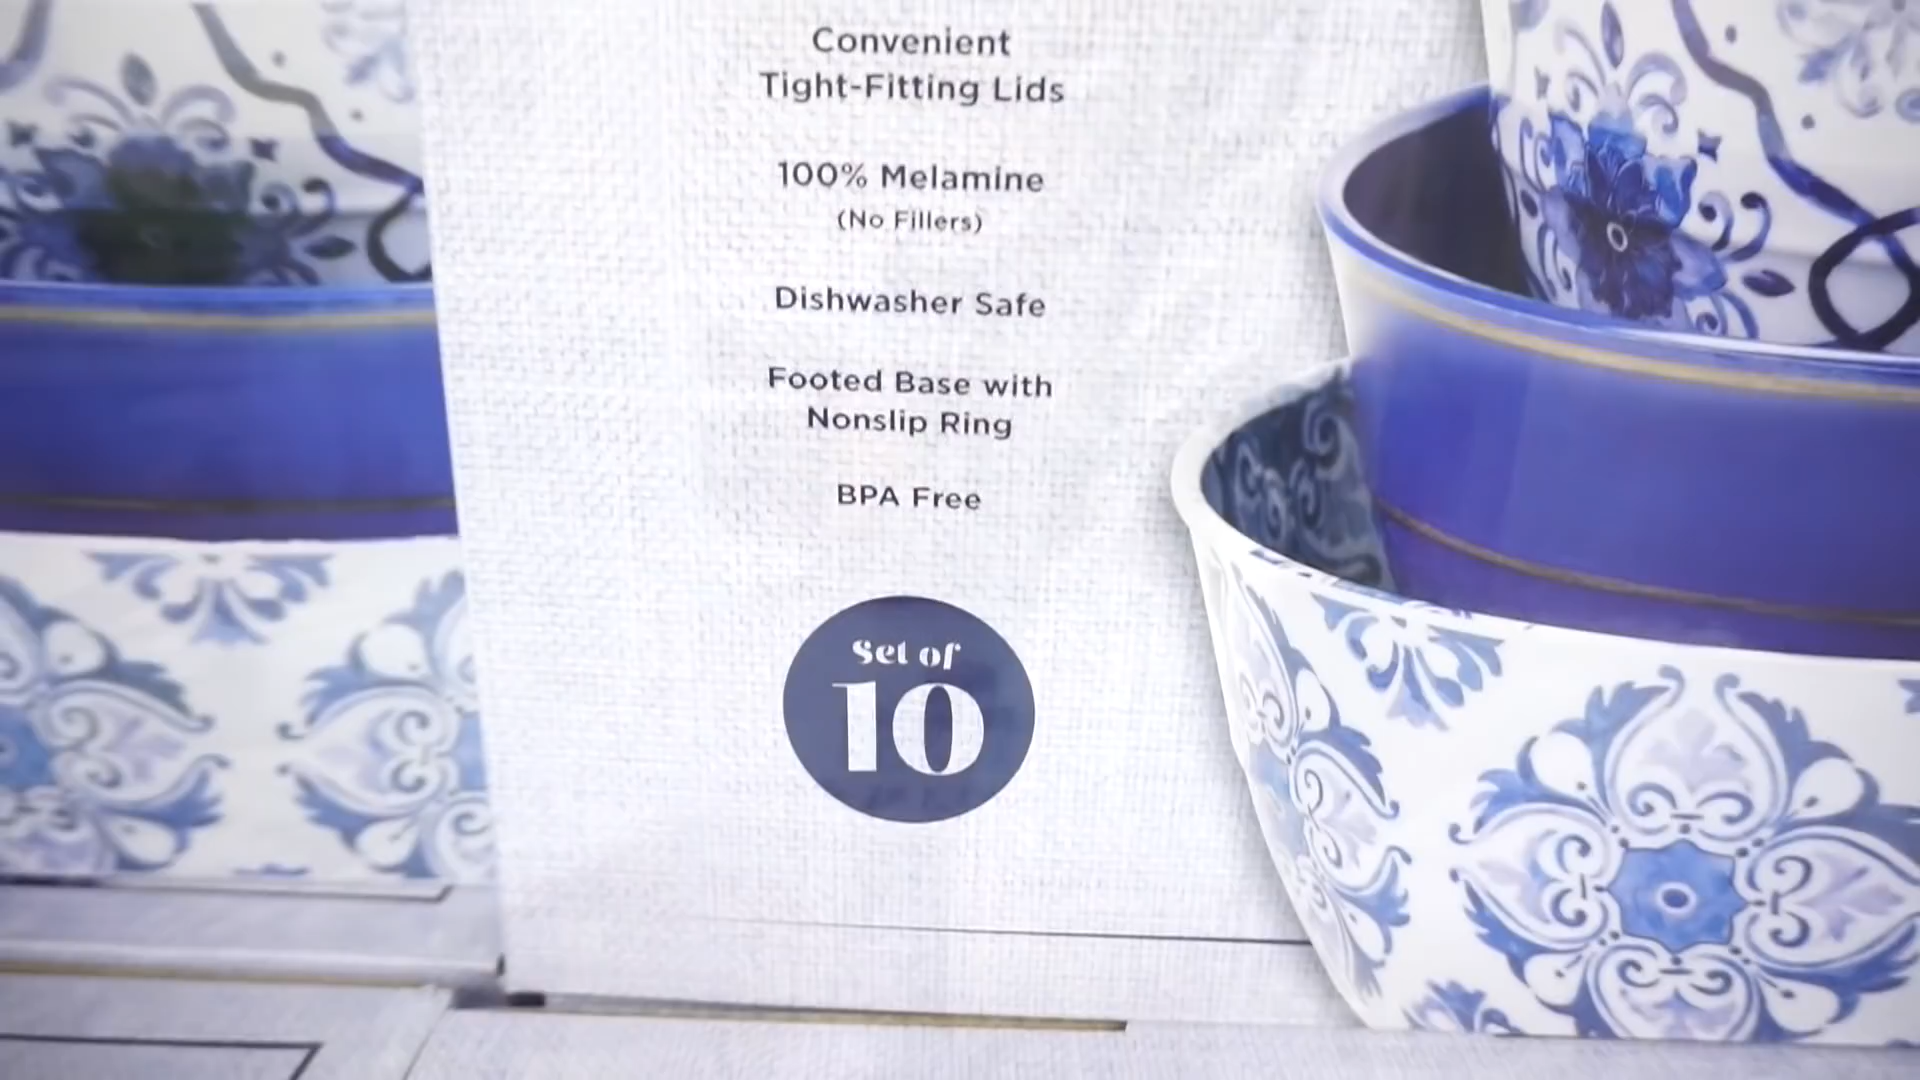 Convenient
Tight-Fitting Lids
100% Melamine
(No Fillers)
Dishwasher Safe
Footed Base with
Nonslip Ring
BPA Free
Set of
10